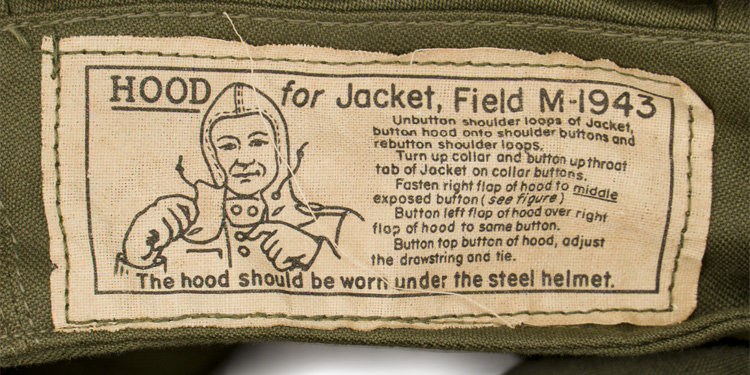 HOOD for Jacket, Field M-1943
Unbutton shoulder loops of Jacket,
button hood onto shoulder buttons and
rebutton shoulder loops.
Turn up collar and button up throat
tab of Jacket on collar buttons.
Fasten right flap of hood to middle
exposed button (see figure)
Button left flap of hood over right
flap of hood to same button.
Button top button of hood, adjust
the drawstring and tie.
The hood should be worn under the steel helmet.